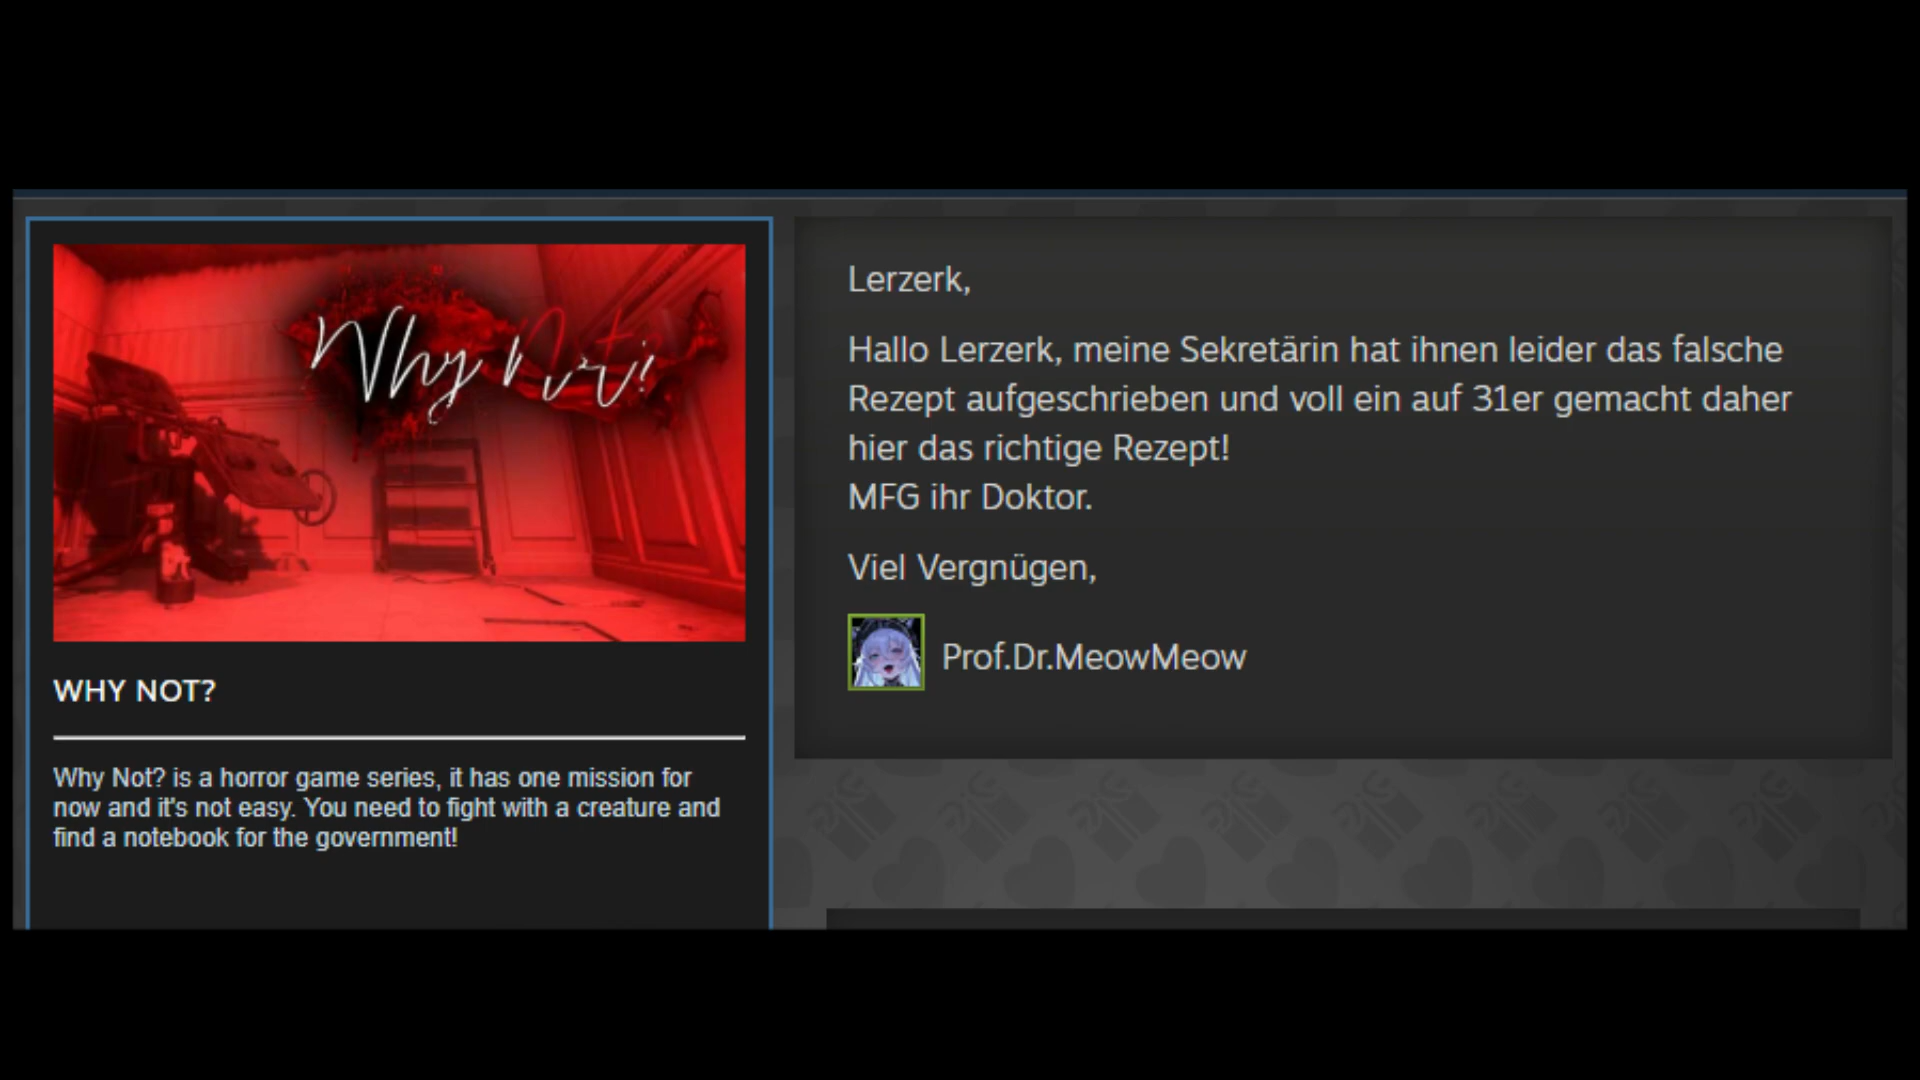 Why Not!
WHY NOT?
Why Not? is a horror game series, it has one mission for
now and it's not easy. You need to fight with a creature and
find a notebook for the government!
Lerzerk,
Hallo Lerzerk, meine Sekretärin hat ihnen leider das falsche
Rezept aufgeschrieben und voll ein auf 31er gemacht daher
hier das richtige Rezept!
MFG ihr Doktor.
Viel Vergnügen,
Prof.Dr.MeowMeow